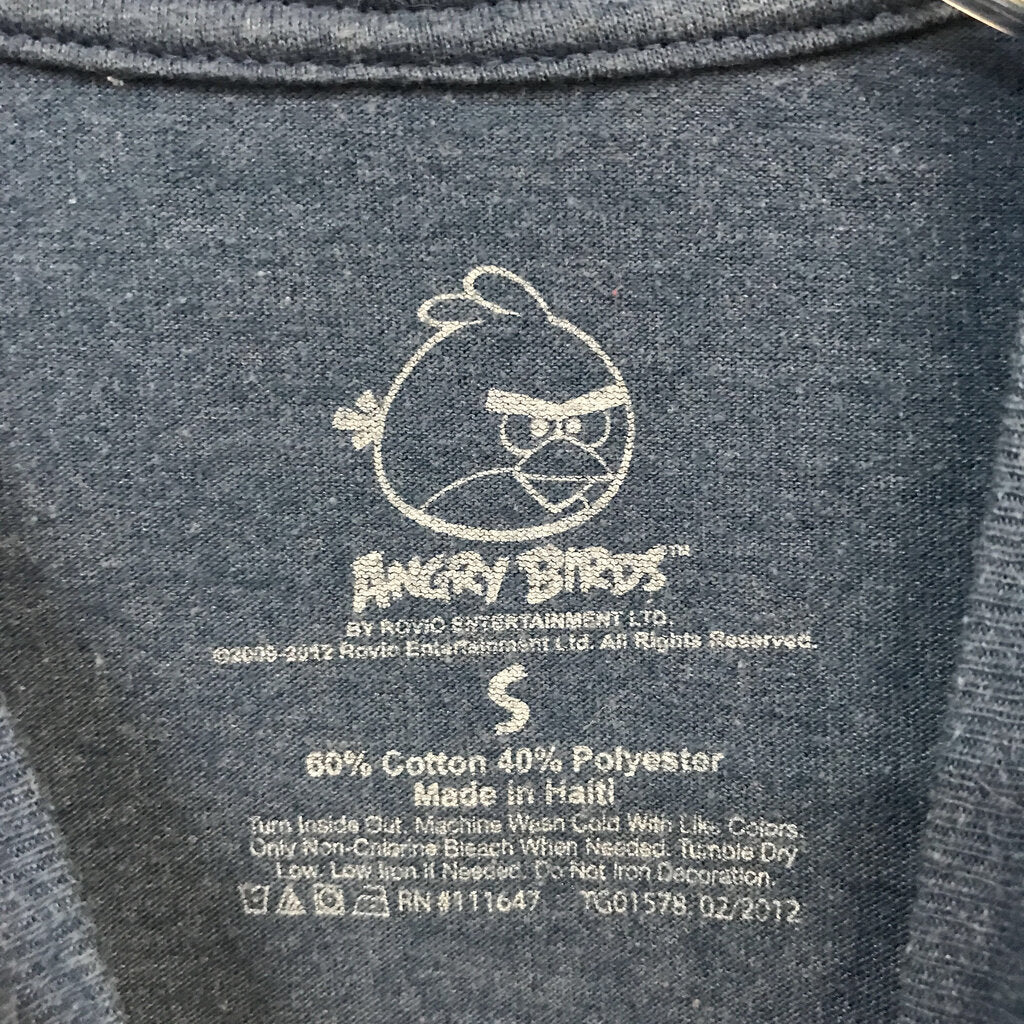 ANGRY BIRDS™
BY ROVIO ENTERTAINMENT LTD.
©2009-2012 Rovio Entertainment Ltd. All Rights Reserved.
S
60% Cotton 40% Polyester
Made in Haiti
Turn Inside Out. Machine Wash Cold With Like Colors.
Only Non-Chlorine Bleach When Needed. Tumble Dry
Low. Low Iron if Needed. Do Not Iron Decoration.
RN #111647 TG01578, 02/2012